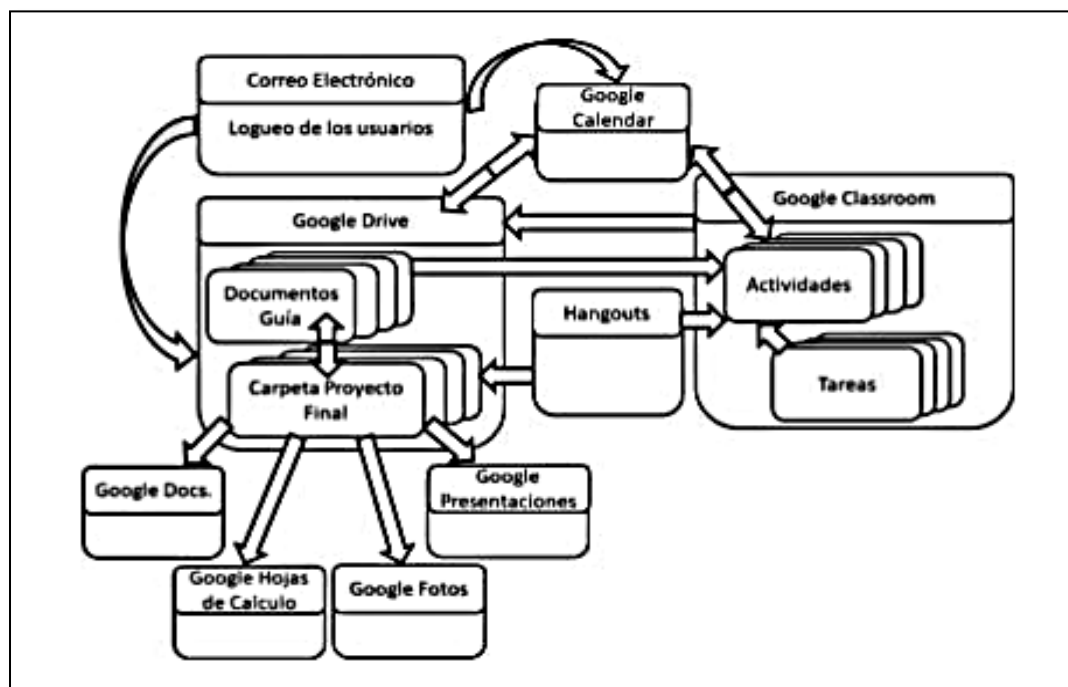 Correo Electrónico
Logueo de los usuarios
Google
Calendar
Google Classroom
Google Drive
Documentos
Guía
Actividades
Hangouts
Carpeta Proyecto
Final
Tareas
Google Docs.
Google
Presentaciones
Google Hojas
de Calculo
Google Fotos